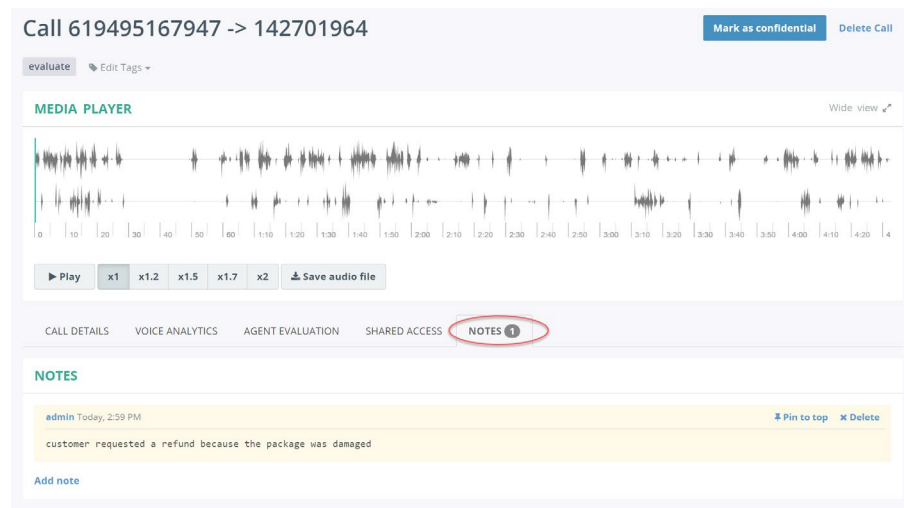 Call 619495167947 -> 142701964
Mark as confidential
Delete Call
evaluate
Edit Tags
MEDIA PLAYER
Wide view
0 10 20 30 40 50 60 1:10 1:20 1:30 1:40 1:50 2:00 2:10 2:20 2:30 2:40 2:50 3:00 3:10 3:20 3:30 3:40 3:50 4:00 4:10 4:20 4
Play x1 x1.2 x1.5 x1.7 x2 Save audio file
CALL DETAILS VOICE ANALYTICS AGENT EVALUATION SHARED ACCESS NOTES 1
NOTES
admin Today, 2:59 PM
Pin to top
Delete
customer requested a refund because the package was damaged
Add note